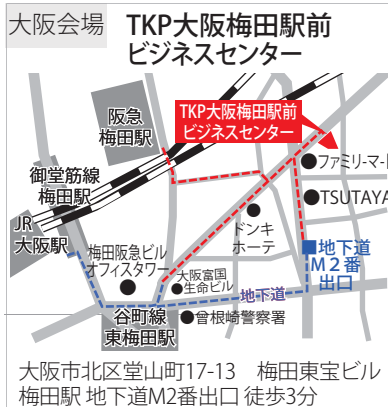 大阪会場
TKP大阪梅田駅前
ビジネスセンター
阪急
梅田駅
TKP大阪梅田駅前
ビジネスセンター
ファミリーマー
御堂筋線
梅田駅
TSUTAYA
JR
大阪駅
ドンキ
ホーテ
梅田阪急ビル
オフィスタワー
大阪富国
生命ビル
地下道
M2番
出口
地下道
谷町線
東梅田駅
曽根崎警察署
大阪市北区堂山町17-13 梅田東宝ビル
梅田駅 地下道M2番出口 徒歩3分